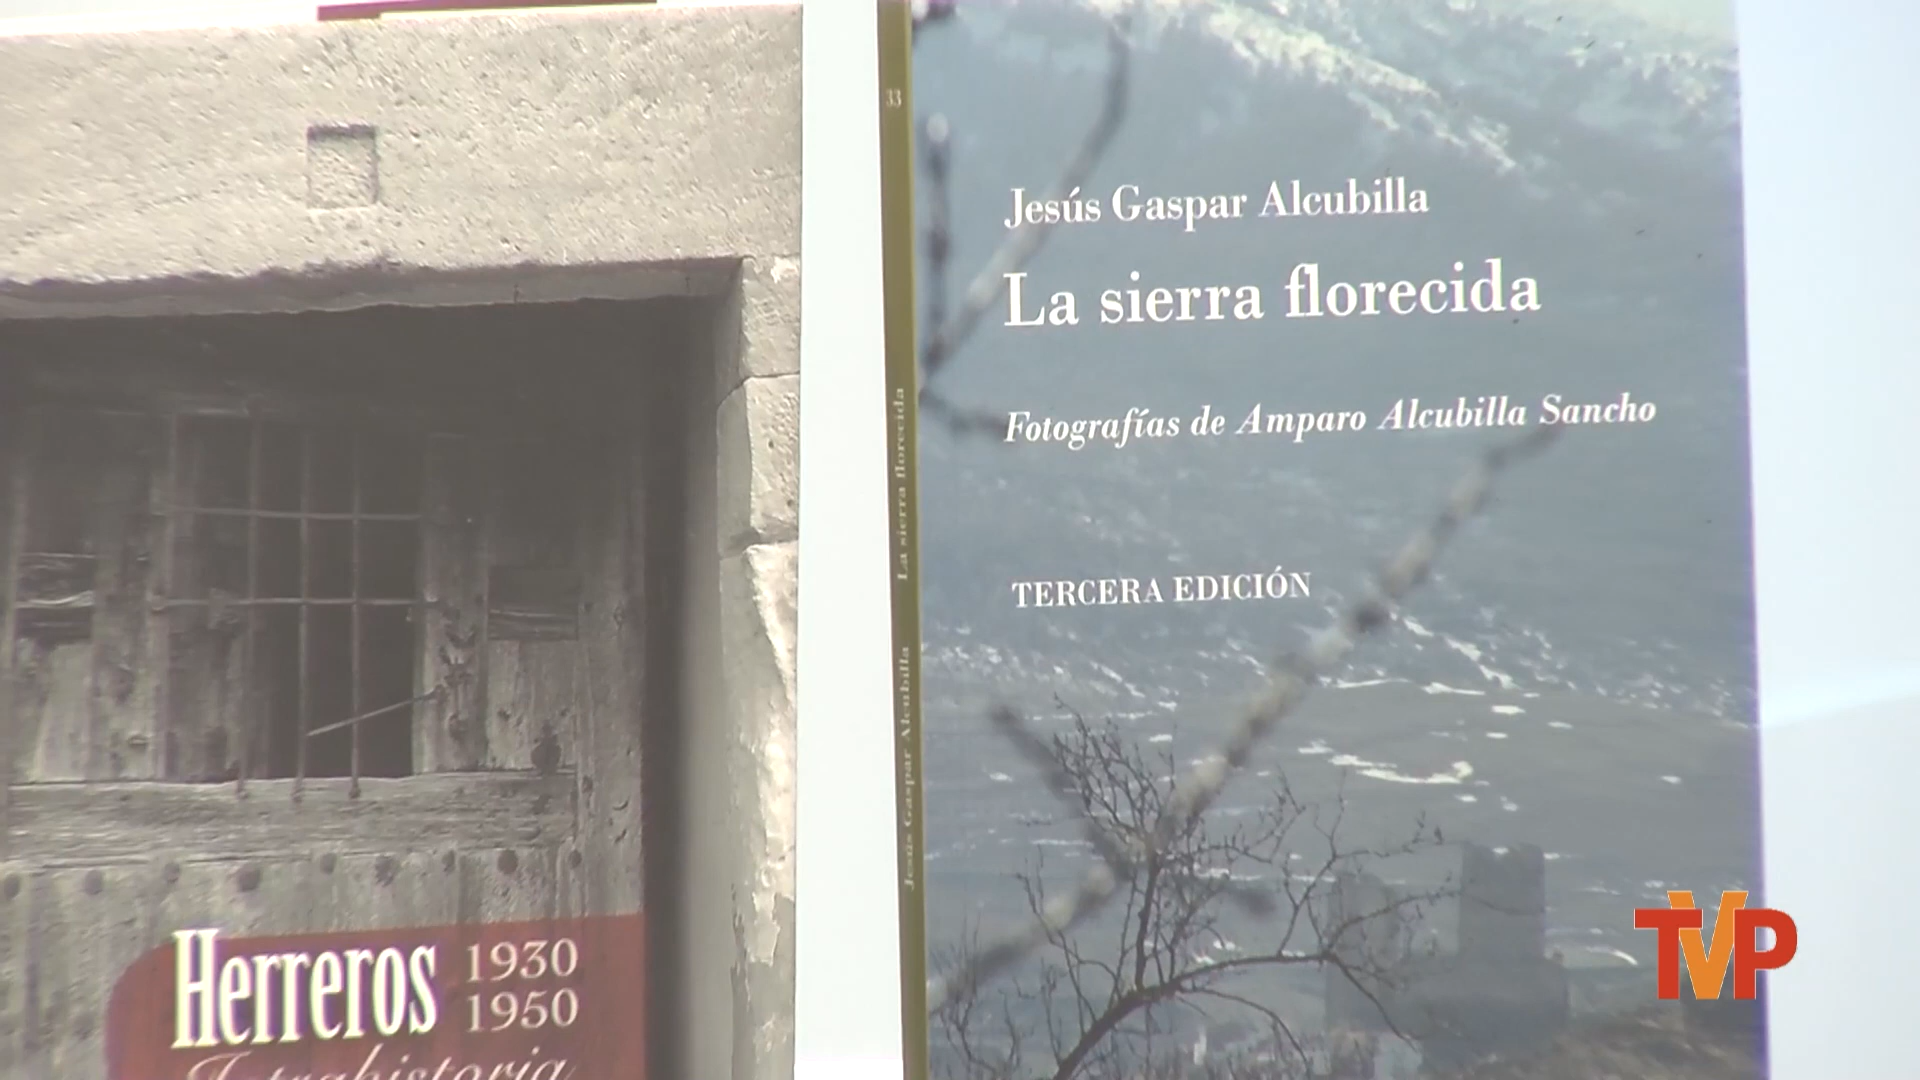 Herreros 1930
1950
Intrahistoria
33
La sierra florecida
Jesús Gaspar Alcubilla
Jesús Gaspar Alcubilla
La sierra florecida
Fotografías de Amparo Alcubilla Sancho
TERCERA EDICIÓN
TVP